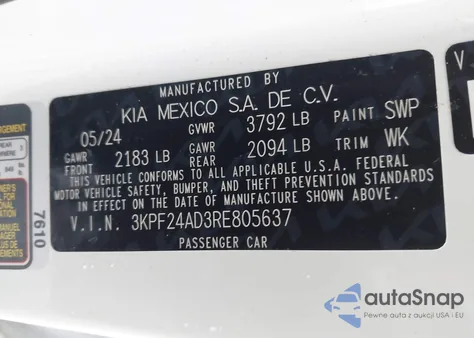 MANUFACTURED BY
KIA MEXICO S.A. DE C.V.
05/24 GVWR 3792 LB PAINT SWP
GAWR FRONT 2183 LB GAWR REAR 2094 LB TRIM WK
THIS VEHICLE CONFORMS TO ALL APPLICABLE U.S.A. FEDERAL
MOTOR VEHICLE SAFETY, BUMPER, AND THEFT PREVENTION STANDARDS
IN EFFECT ON THE DATE OF MANUFACTURE SHOWN ABOVE.
V.I.N. 3KPF24AD3RE805637
PASSENGER CAR
7610
V
autoSnap
Pewne auta z aukcji USA i EU